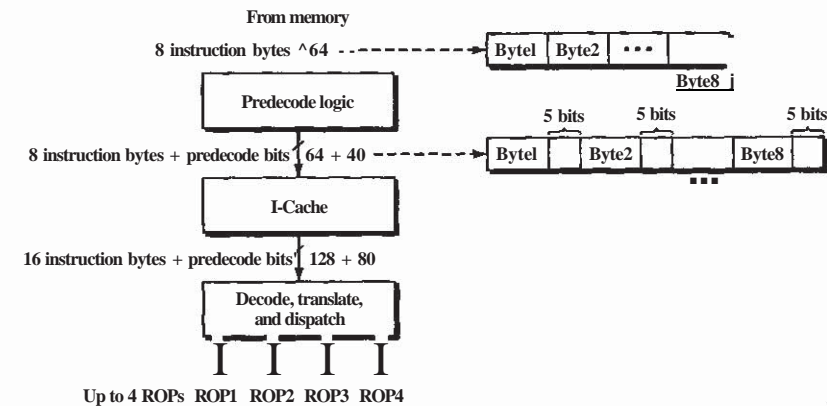 From memory
8 instruction bytes ^64
Bytel Byte2 •••
Byte8 j
Predecode logic
5 bits 5 bits 5 bits
8 instruction bytes + predecode bits 64 + 40
Bytel Byte2 Byte8
...
I-Cache
16 instruction bytes + predecode bits' 128 + 80
Decode, translate,
and dispatch
Up to 4 ROPs ROP1 ROP2 ROP3 ROP4